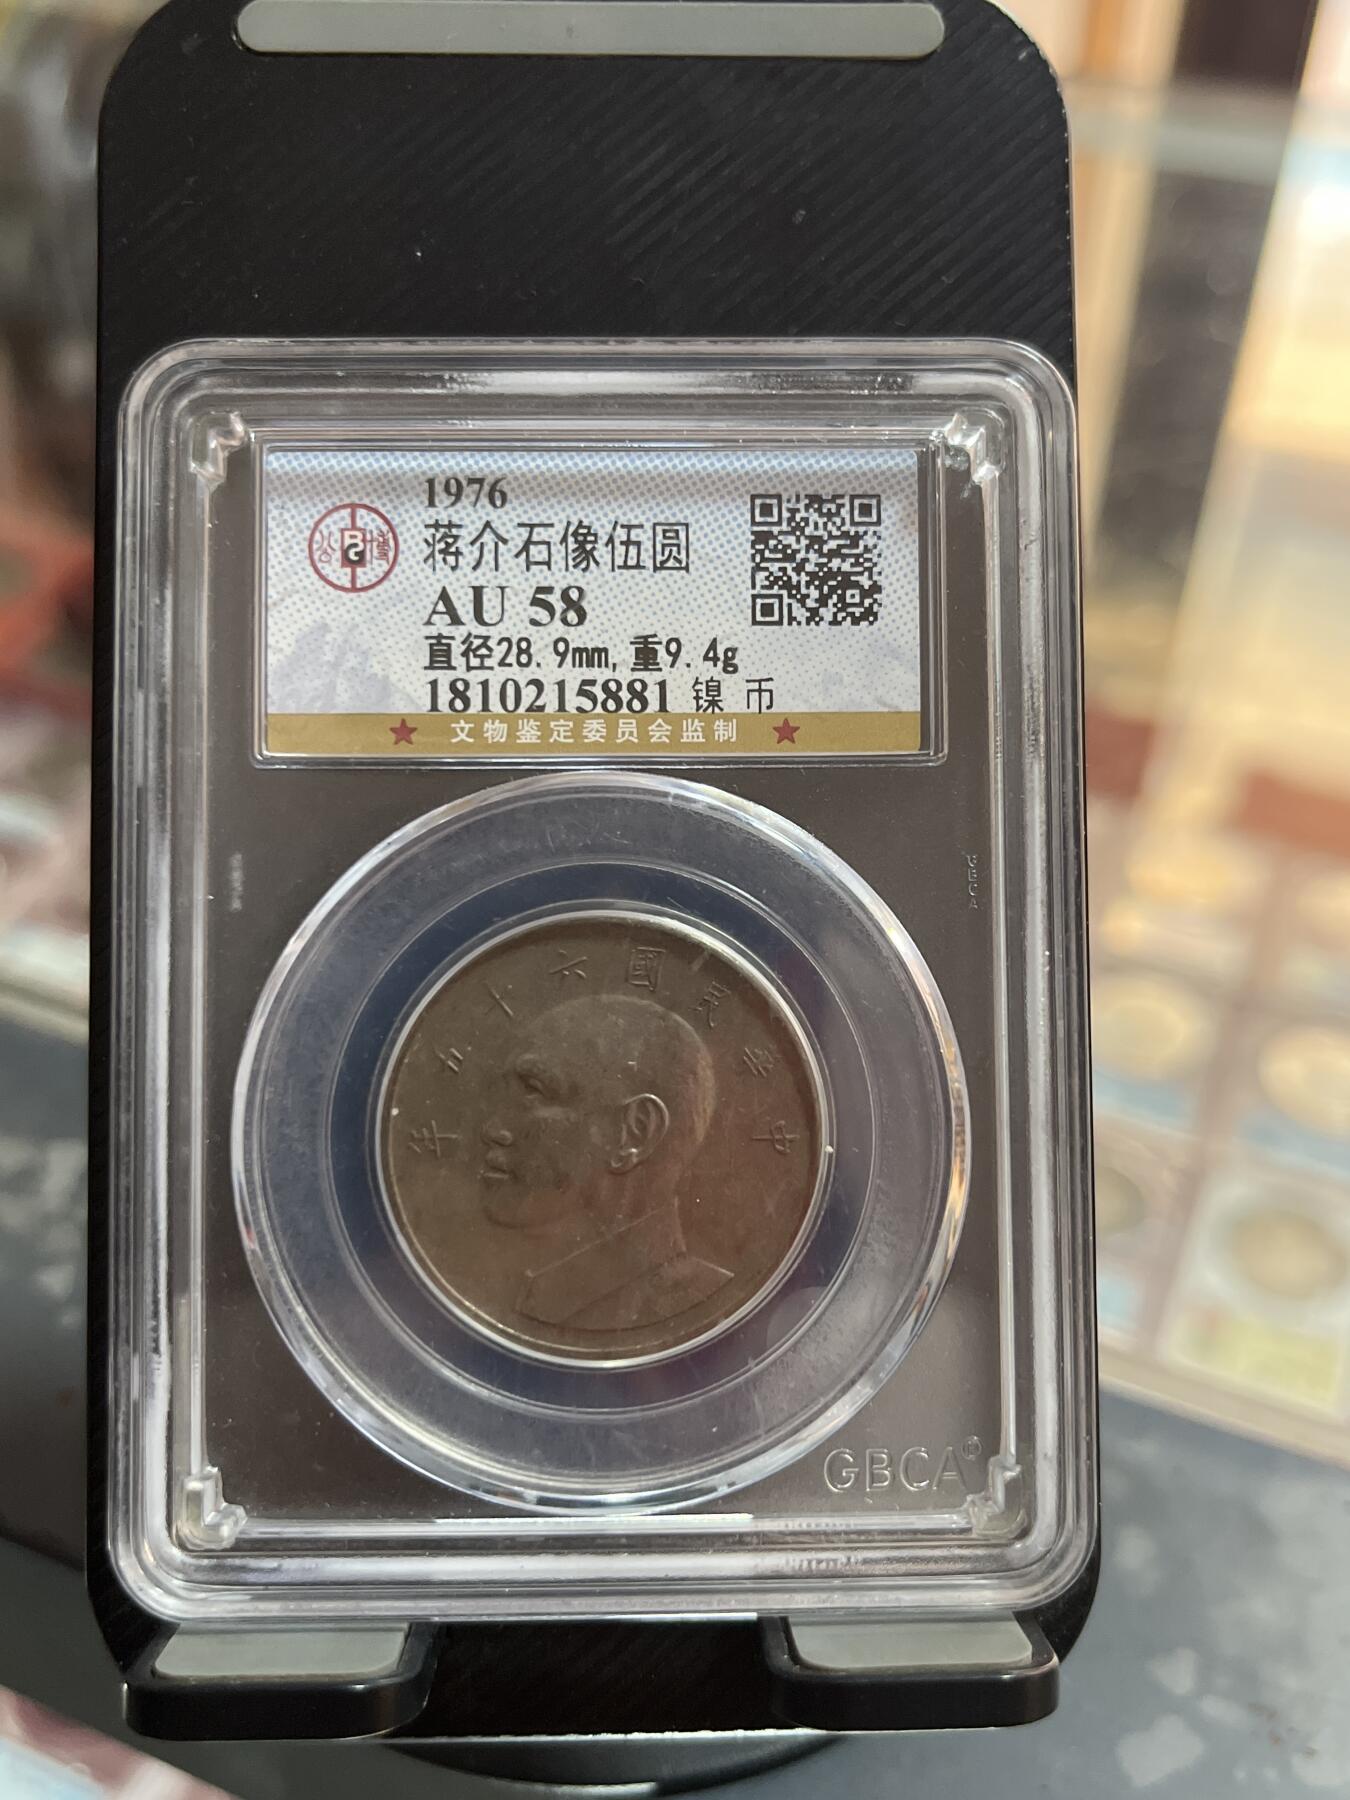 1976
蒋介石像伍圆
AU 58
直径28.9mm,重9.4g
1810215881 镍 币
★ 文物鉴定委员会监制 ★
公 B 博
G
年五十六國民華中
GBCA
GBCA®